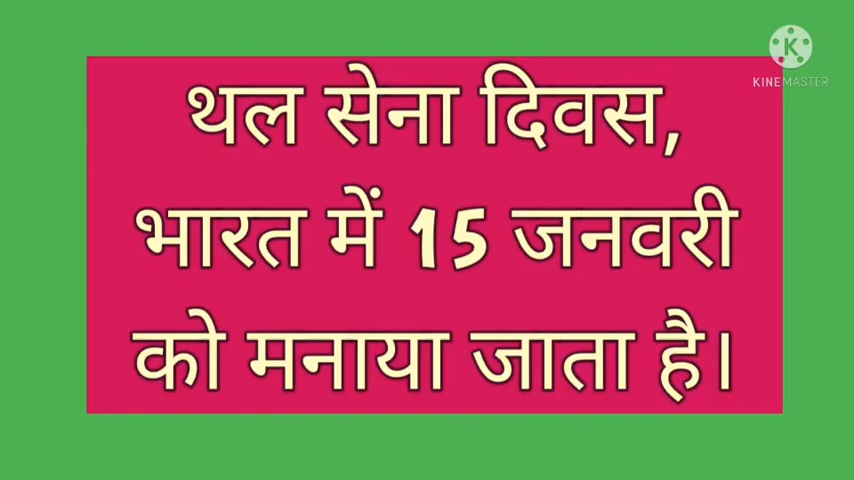 K
KINEMASTER
थल सेना दिवस,
भारत में 15 जनवरी
को मनाया जाता है।